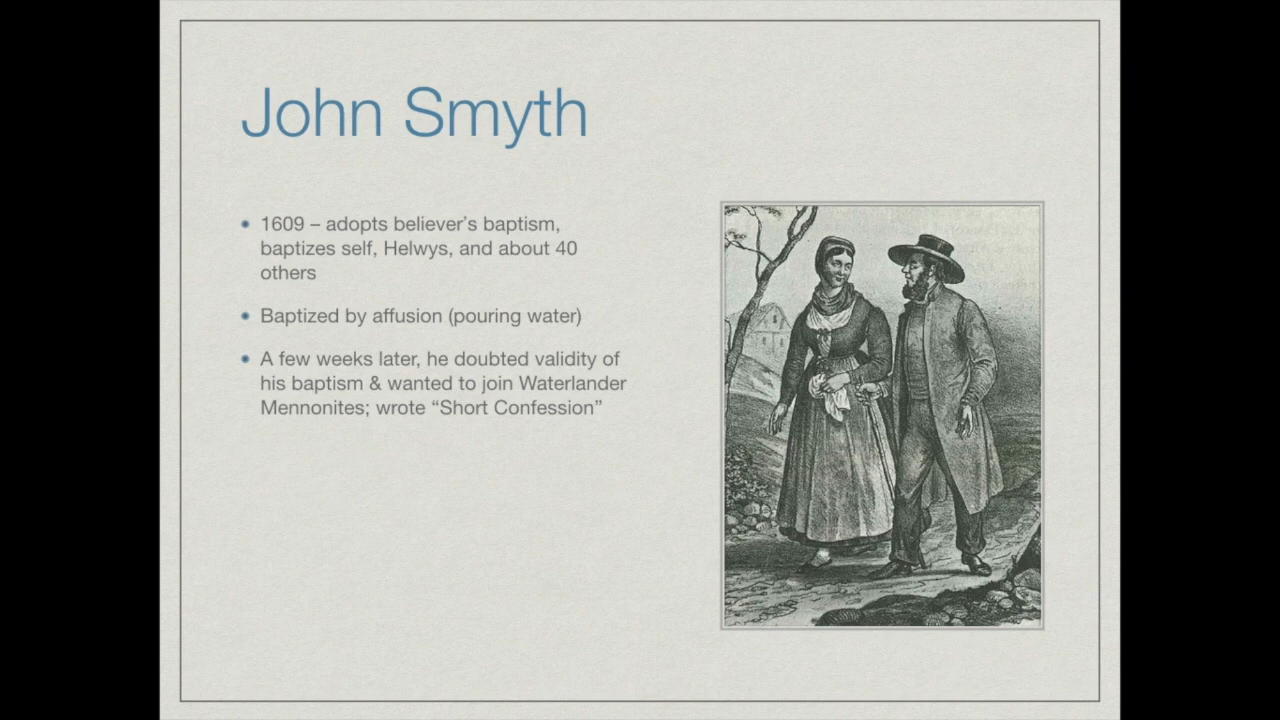 John Smyth
1609 – adopts believer’s baptism,
baptizes self, Helwys, and about 40
others
Baptized by affusion (pouring water)
A few weeks later, he doubted validity of
his baptism & wanted to join Waterlander
Mennonites; wrote “Short Confession”